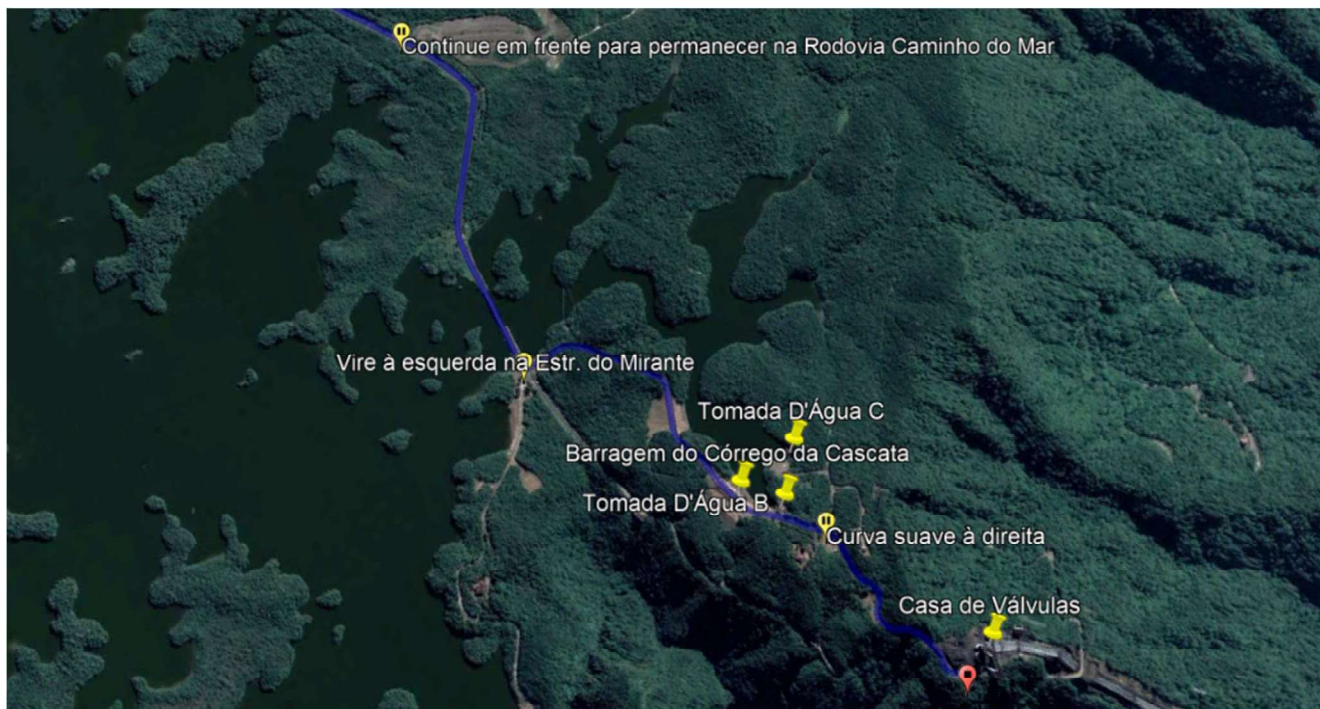 Continue em frente para permanecer na Rodovia Caminho do Mar
Vire à esquerda na Estr. do Mirante
Tomada D'Água C
Barragem do Córrego da Cascata
Tomada D'Água B
Curva suave à direita
Casa de Válvulas